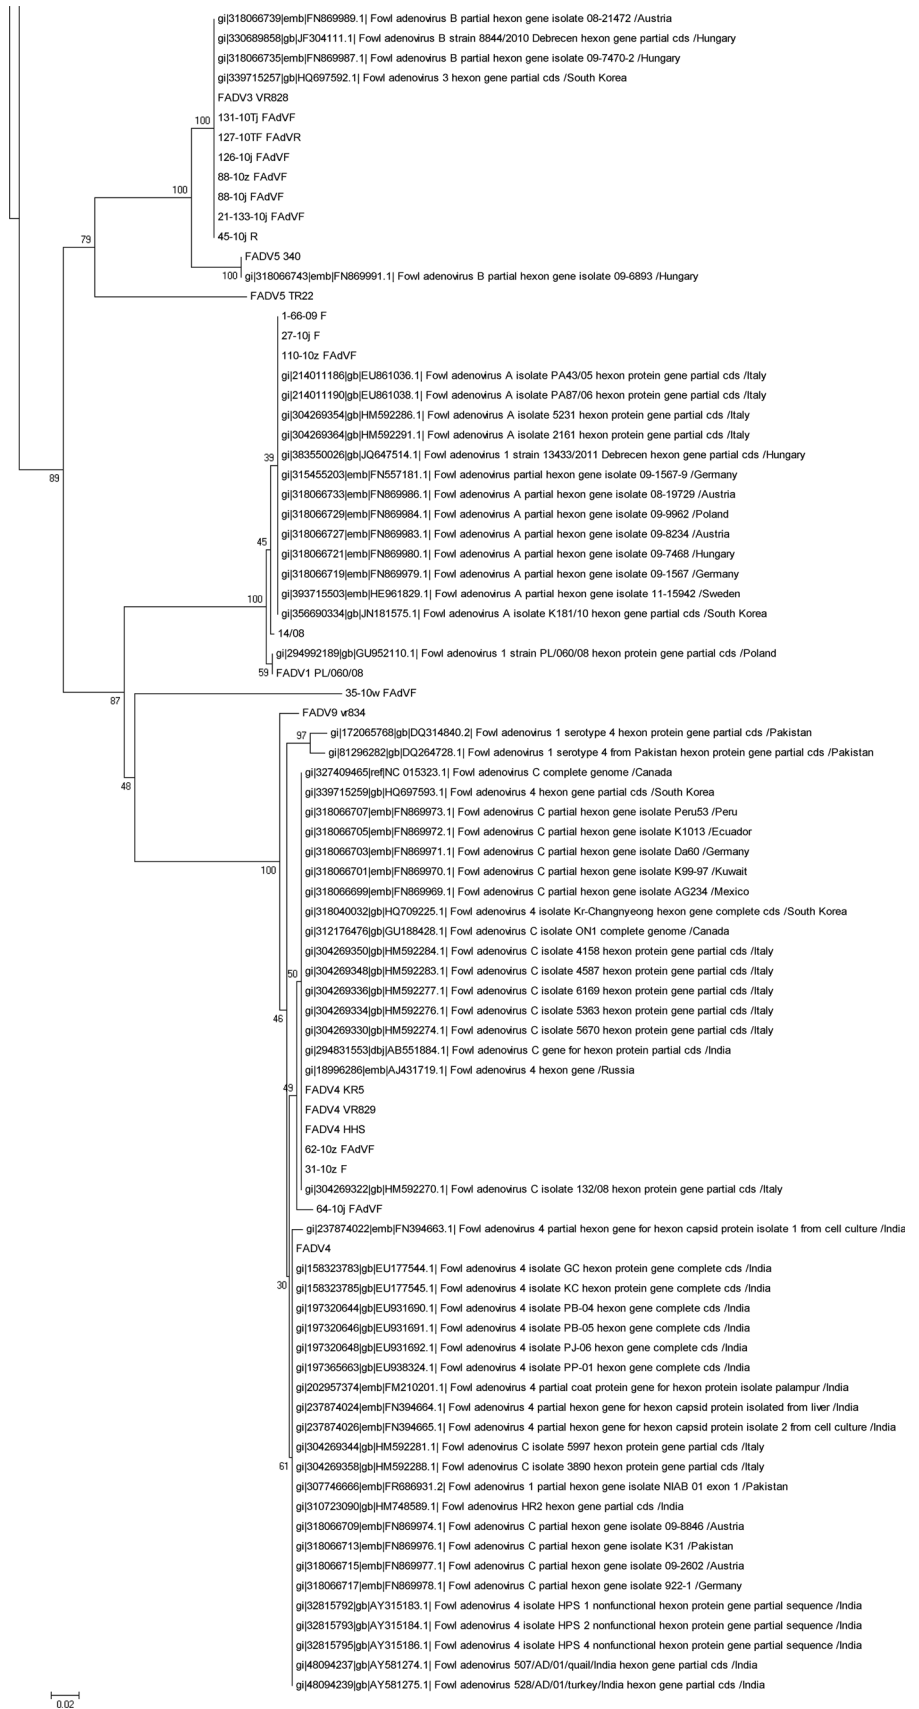 gi|318066739|emb|FN869989.1| Fowl adenovirus B partial hexon gene isolate 08-21472 /Austria
gi|330689858|gb|JF304111.1| Fowl adenovirus B strain 8844/2010 Debrecen hexon gene partial cds /Hungary
gi|318066735|emb|FN869987.1| Fowl adenovirus B partial hexon gene isolate 09-7470-2 /Hungary
gi|339715257|gb|HQ697592.1| Fowl adenovirus 3 hexon gene partial cds /South Korea
FADV3 VR828
131-10Tj FAdVF
100
127-10TF FAdVR
126-10j FAdVF
88-10z FAdVF
100
88-10j FAdVF
21-133-10j FAdVF
45-10j R
79
FADV5 340
100
gi|318066743|emb|FN869991.1| Fowl adenovirus B partial hexon gene isolate 09-6893 /Hungary
FADV5 TR22
1-66-09 F
27-10j F
110-10z FAdVF
gi|214011186|gb|EU861036.1| Fowl adenovirus A isolate PA43/05 hexon protein gene partial cds /Italy
gi|214011190|gb|EU861038.1| Fowl adenovirus A isolate PA87/06 hexon protein gene partial cds /Italy
gi|304269354|gb|HM592286.1| Fowl adenovirus A isolate 5231 hexon protein gene partial cds /Italy
gi|304269364|gb|HM592291.1| Fowl adenovirus A isolate 2161 hexon protein gene partial cds /Italy
39
gi|383550026|gb|JQ647514.1| Fowl adenovirus 1 strain 13433/2011 Debrecen hexon gene partial cds /Hungary
89
gi|315455203|emb|FN557181.1| Fowl adenovirus partial hexon gene isolate 09-1567-9 /Germany
gi|318066733|emb|FN869986.1| Fowl adenovirus A partial hexon gene isolate 08-19729 /Austria
gi|318066729|emb|FN869984.1| Fowl adenovirus A partial hexon gene isolate 09-9962 /Poland
gi|318066727|emb|FN869983.1| Fowl adenovirus A partial hexon gene isolate 09-8234 /Austria
45
gi|318066721|emb|FN869980.1| Fowl adenovirus A partial hexon gene isolate 09-7468 /Hungary
gi|318066719|emb|FN869979.1| Fowl adenovirus A partial hexon gene isolate 09-1567 /Germany
gi|393715503|emb|HE961829.1| Fowl adenovirus A partial hexon gene isolate 11-15942 /Sweden
100
gi|356690334|gb|JN181575.1| Fowl adenovirus A isolate K181/10 hexon gene partial cds /South Korea
14/08
gi|294992189|gb|GU952110.1| Fowl adenovirus 1 strain PL/060/08 hexon protein gene partial cds /Poland
59
FADV1 PL/060/08
35-10w FAdVF
87
FADV9 vr834
gi|172065768|gb|DQ314840.2| Fowl adenovirus 1 serotype 4 hexon protein gene partial cds /Pakistan
97
gi|81296282|gb|DQ264728.1| Fowl adenovirus 1 serotype 4 from Pakistan hexon protein gene partial cds /Pakistan
gi|327409465|ref|NC 015323.1| Fowl adenovirus C complete genome /Canada
48
gi|339715259|gb|HQ697593.1| Fowl adenovirus 4 hexon gene partial cds /South Korea
gi|318066707|emb|FN869973.1| Fowl adenovirus C partial hexon gene isolate Peru53 /Peru
gi|318066705|emb|FN869972.1| Fowl adenovirus C partial hexon gene isolate K1013 /Ecuador
gi|318066703|emb|FN869971.1| Fowl adenovirus C partial hexon gene isolate Da60 /Germany
100
gi|318066701|emb|FN869970.1| Fowl adenovirus C partial hexon gene isolate K99-97 /Kuwait
gi|318066699|emb|FN869969.1| Fowl adenovirus C partial hexon gene isolate AG234 /Mexico
gi|318040032|gb|HQ709225.1| Fowl adenovirus 4 isolate Kr-Changnyeong hexon gene complete cds /South Korea
gi|312176476|gb|GU188428.1| Fowl adenovirus C isolate ON1 complete genome /Canada
gi|304269350|gb|HM592284.1| Fowl adenovirus C isolate 4158 hexon protein gene partial cds /Italy
50
gi|304269348|gb|HM592283.1| Fowl adenovirus C isolate 4587 hexon protein gene partial cds /Italy
gi|304269336|gb|HM592277.1| Fowl adenovirus C isolate 6169 hexon protein gene partial cds /Italy
gi|304269334|gb|HM592276.1| Fowl adenovirus C isolate 5363 hexon protein gene partial cds /Italy
46
gi|304269330|gb|HM592274.1| Fowl adenovirus C isolate 5670 hexon protein gene partial cds /Italy
gi|294831553|dbj|AB551884.1| Fowl adenovirus C gene for hexon protein partial cds /India
gi|18996286|emb|AJ431719.1| Fowl adenovirus 4 hexon gene /Russia
49
FADV4 KR5
FADV4 VR829
FADV4 HHS
62-10z FAdVF
31-10z F
gi|304269322|gb|HM592270.1| Fowl adenovirus C isolate 132/08 hexon protein gene partial cds /Italy
64-10j FAdVF
gi|237874022|emb|FN394663.1| Fowl adenovirus 4 partial hexon gene for hexon capsid protein isolate 1 from cell culture /India
FADV4
gi|158323783|gb|EU177544.1| Fowl adenovirus 4 isolate GC hexon protein gene complete cds /India
30
gi|158323785|gb|EU177545.1| Fowl adenovirus 4 isolate KC hexon protein gene complete cds /India
gi|197320644|gb|EU931690.1| Fowl adenovirus 4 isolate PB-04 hexon gene complete cds /India
gi|197320646|gb|EU931691.1| Fowl adenovirus 4 isolate PB-05 hexon gene complete cds /India
gi|197320648|gb|EU931692.1| Fowl adenovirus 4 isolate PJ-06 hexon gene complete cds /India
gi|197365663|gb|EU938324.1| Fowl adenovirus 4 isolate PP-01 hexon gene complete cds /India
gi|202957374|emb|FM210201.1| Fowl adenovirus 4 partial coat protein gene for hexon protein isolate palampur /India
gi|237874024|emb|FN394664.1| Fowl adenovirus 4 partial hexon gene for hexon capsid protein isolated from liver /India
gi|237874026|emb|FN394665.1| Fowl adenovirus 4 partial hexon gene for hexon capsid protein isolate 2 from cell culture /India
gi|304269344|gb|HM592281.1| Fowl adenovirus C isolate 5997 hexon protein gene partial cds /Italy
61
gi|304269358|gb|HM592288.1| Fowl adenovirus C isolate 3890 hexon protein gene partial cds /Italy
gi|307746666|emb|FR686931.2| Fowl adenovirus 1 partial hexon gene isolate NIAB 01 exon 1 /Pakistan
gi|310723090|gb|HM748589.1| Fowl adenovirus HR2 hexon gene partial cds /India
gi|318066709|emb|FN869974.1| Fowl adenovirus C partial hexon gene isolate 09-8846 /Austria
gi|318066713|emb|FN869976.1| Fowl adenovirus C partial hexon gene isolate K31 /Pakistan
gi|318066715|emb|FN869977.1| Fowl adenovirus C partial hexon gene isolate 09-2602 /Austria
gi|318066717|emb|FN869978.1| Fowl adenovirus C partial hexon gene isolate 922-1 /Germany
gi|32815792|gb|AY315183.1| Fowl adenovirus 4 isolate HPS 1 nonfunctional hexon protein gene partial sequence /India
gi|32815793|gb|AY315184.1| Fowl adenovirus 4 isolate HPS 2 nonfunctional hexon protein gene partial sequence /India
gi|32815795|gb|AY315186.1| Fowl adenovirus 4 isolate HPS 4 nonfunctional hexon protein gene partial sequence /India
gi|48094237|gb|AY581274.1| Fowl adenovirus 507/AD/01/quail/India hexon gene partial cds /India
gi|48094239|gb|AY581275.1| Fowl adenovirus 528/AD/01/turkey/India hexon gene partial cds /India
0.02